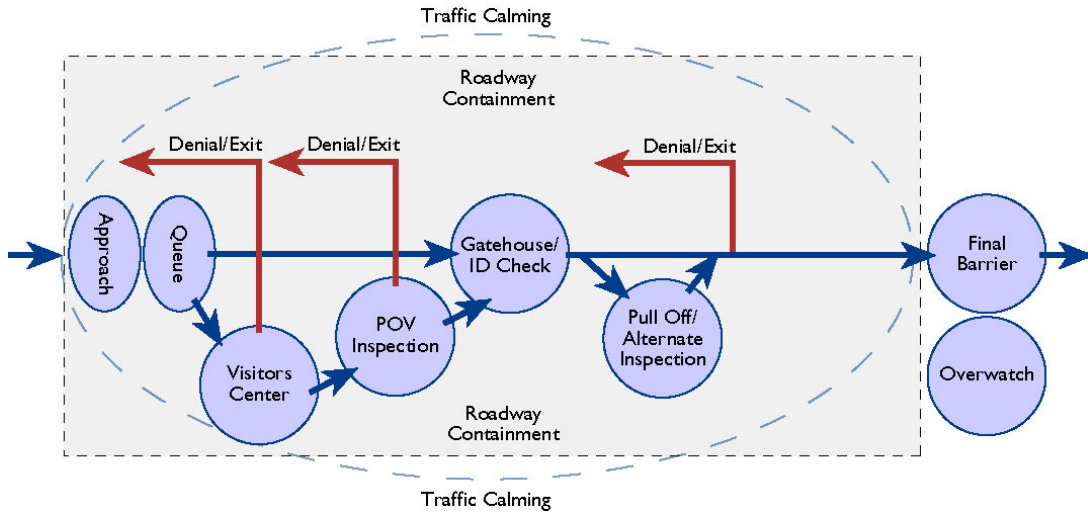 Traffic Calming
Roadway
Containment
Denial/Exit
Denial/Exit
Denial/Exit
Approach
Queue
Gatehouse/
ID Check
Final
Barrier
POV
Inspection
Pull Off/
Alternate
Inspection
Visitors
Center
Overwatch
Roadway
Containment
Traffic Calming